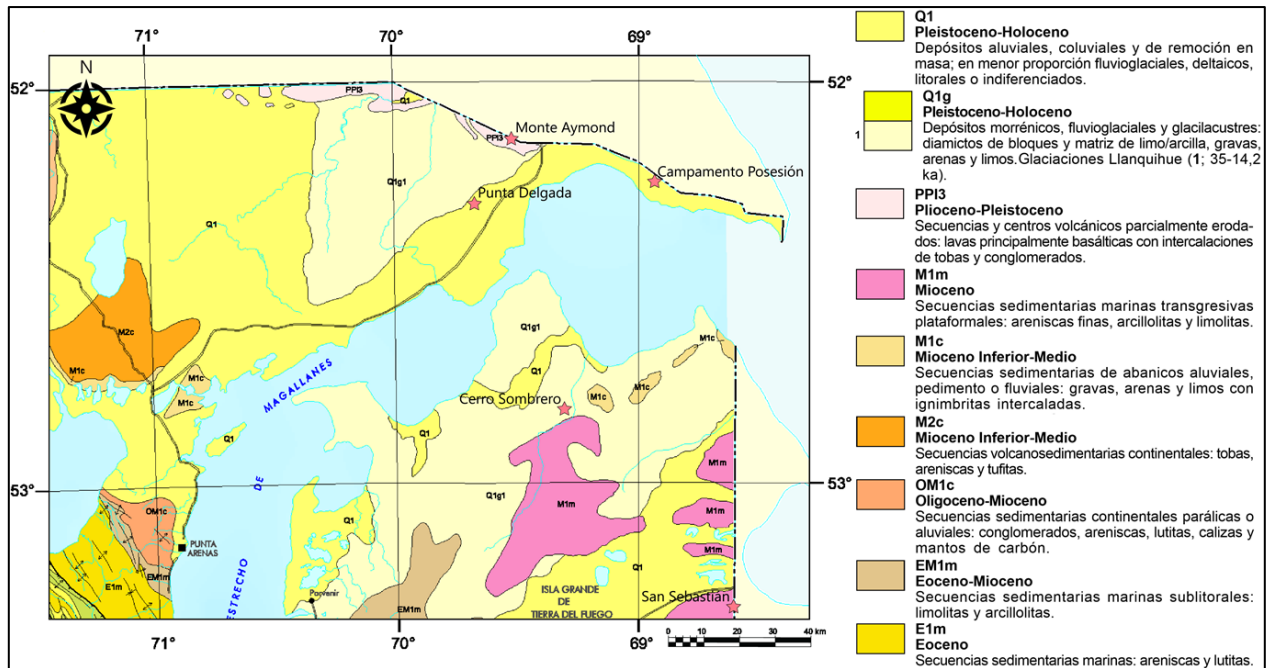 71°
70°
69°
N
52°
52°
PPI3
Q1
PPI3
Monte Aymond
Campamento Posesión
Q1g1
Punta Delgada
Q1
M2c
Q1g1
M1c
M1c
M1c
MAGALLANES
Q1
M1c
M1c
Cerro Sombrero
M1c
Q1
Q1
M1m
53°
53°
DE
Q1g1
M1m
M1m
OM1c
Q1
PUNTA
ARENAS
M1m
EM1m
Q1
E1m
ESTRECHO
Porvenir
EM1m
ISLA GRANDE
DE
TIERRA DEL FUEGO
San Sebastián
0 10 20 30 40 km
71°
70°
69°
Q1
Pleistoceno-Holoceno
Depósitos aluviales, coluviales y de remoción en
masa; en menor proporción fluvioglaciales, deltaicos,
litorales o indiferenciados.
Q1g
Pleistoceno-Holoceno
1
Depósitos morrénicos, fluvioglaciales y glacilacustres:
diamictos de bloques y matriz de limo/arcilla, gravas,
arenas y limos.Glaciaciones Llanquihue (1; 35-14,2
ka).
PPI3
Plioceno-Pleistoceno
Secuencias y centros volcánicos parcialmente eroda-
dos: lavas principalmente basálticas con intercalaciones
de tobas y conglomerados.
M1m
Mioceno
Secuencias sedimentarias marinas transgresivas
plataformales: areniscas finas, arcillolitas y limolitas.
M1c
Mioceno Inferior-Medio
Secuencias sedimentarias de abanicos aluviales,
pedimento o fluviales: gravas, arenas y limos con
ignimbritas intercaladas.
M2c
Mioceno Inferior-Medio
Secuencias volcanosedimentarias continentales: tobas,
areniscas y tufitas.
OM1c
Oligoceno-Mioceno
Secuencias sedimentarias continentales parálicas o
aluviales: conglomerados, areniscas, lutitas, calizas y
mantos de carbón.
EM1m
Eoceno-Mioceno
Secuencias sedimentarias marinas sublitorales:
limolitas y arcillolitas.
E1m
Eoceno
Secuencias sedimentarias marinas: areniscas y lutitas.